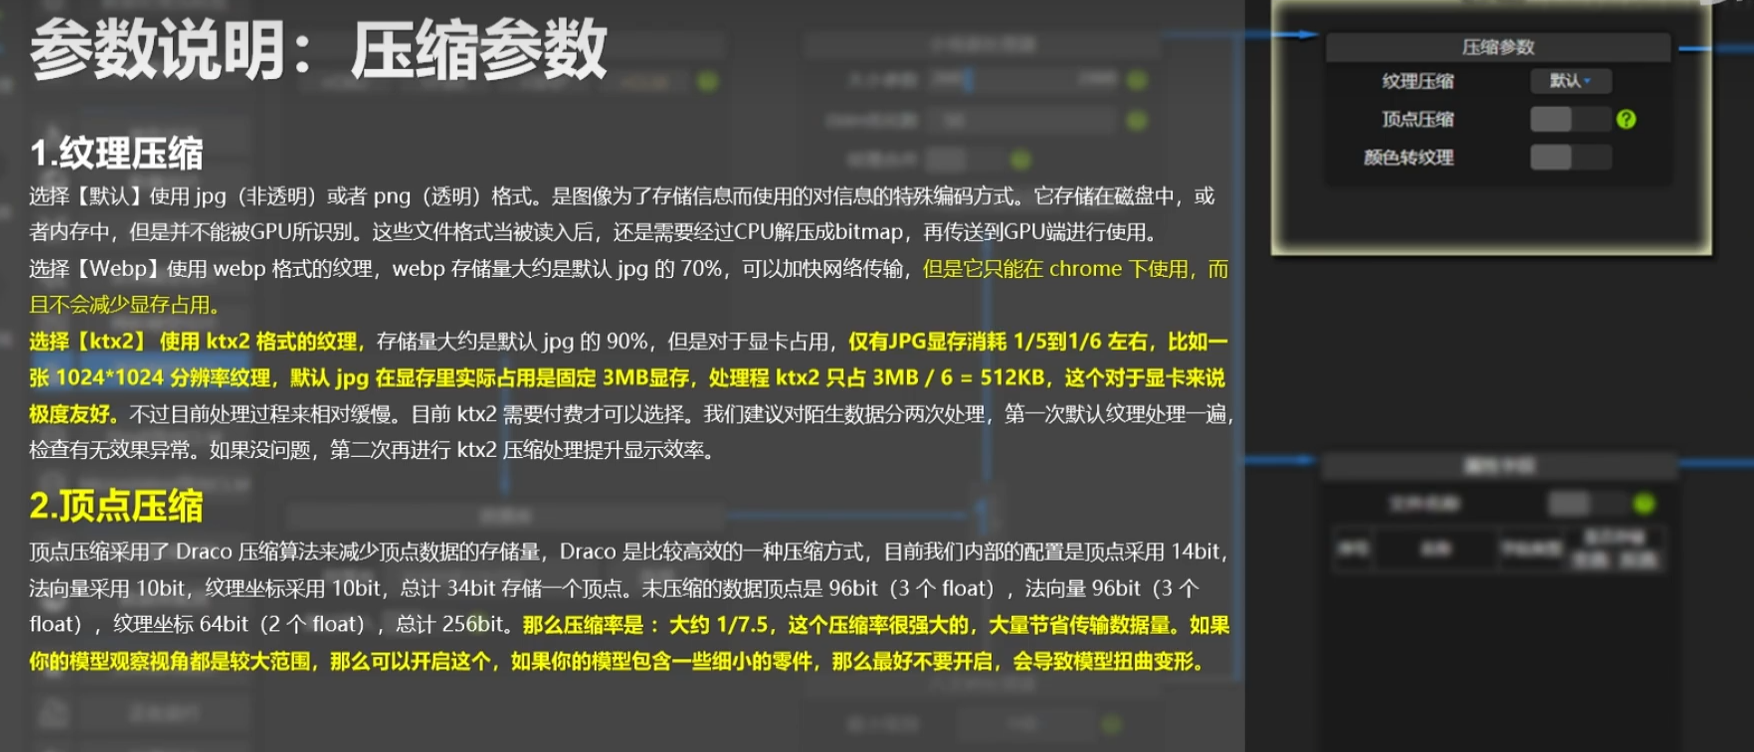 参数说明：压缩参数
1.纹理压缩
选择【默认】使用 jpg（非透明）或者 png（透明）格式。是图像为了存储信息而使用的对信息的特殊编码方式。它存储在磁盘中，或
者内存中，但是并不能被GPU所识别。这些文件格式当被读入后，还是需要经过CPU解压成bitmap，再传送到GPU端进行使用。
选择【Webp】使用 webp 格式的纹理，webp 存储量大约是默认 jpg 的 70%，可以加快网络传输，但是它只能在 chrome 下使用，而
且不会减少显存占用。
选择【ktx2】 使用 ktx2 格式的纹理，存储量大约是默认 jpg 的 90%，但是对于显卡占用，仅有JPG显存消耗 1/5到1/6 左右，比如一
张 1024*1024 分辨率纹理，默认 jpg 在显存里实际占用是固定 3MB显存，处理程 ktx2 只占 3MB / 6 = 512KB，这个对于显卡来说
极度友好。不过目前处理过程来相对缓慢。目前 ktx2 需要付费才可以选择。我们建议对陌生数据分两次处理，第一次默认纹理处理一遍，
检查有无效果异常。如果没问题，第二次再进行 ktx2 压缩处理提升显示效率。
2.顶点压缩
顶点压缩采用了 Draco 压缩算法来减少顶点数据的存储量，Draco 是比较高效的一种压缩方式，目前我们内部的配置是顶点采用 14bit，
法向量采用 10bit，纹理坐标采用 10bit，总计 34bit 存储一个顶点。未压缩的数据顶点是 96bit（3 个 float），法向量 96bit（3 个
float），纹理坐标 64bit（2 个 float），总计 256bit。那么压缩率是 ：大约 1/7.5，这个压缩率很强大的，大量节省传输数据量。如果
你的模型观察视角都是较大范围，那么可以开启这个，如果你的模型包含一些细小的零件，那么最好不要开启，会导致模型扭曲变形。
压缩参数
纹理压缩 默认
顶点压缩 ?
颜色转纹理